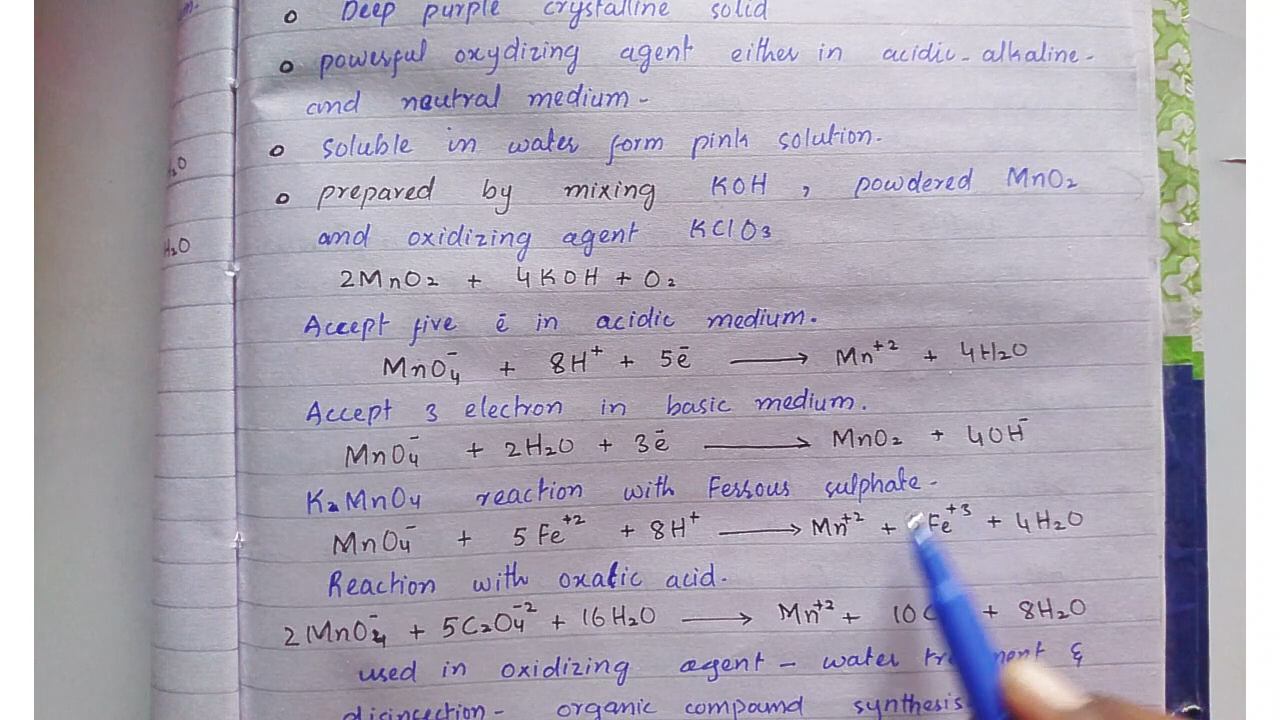 Deep purple crystalline solid
powerful oxydizing agent either in acidic - alkaline -
and neutral medium -
soluble in water form pink solution.
prepared by mixing KOH , powdered MnO₂
and oxidizing agent KClO₃
2MnO₂ + 4KOH + O₂
Accept five ē in acidic medium.
MnO₄⁻ + 8H⁺ + 5ē ⟶ Mn⁺² + 4H₂O
Accept 3 electron in basic medium.
MnO₄⁻ + 2H₂O + 3ē ⟶ MnO₂ + 4OH⁻
K₂MnO₄ reaction with Ferrous sulphate -
MnO₄⁻ + 5Fe⁺² + 8H⁺ ⟶ Mn⁺² + Fe⁺³ + 4H₂O
Reaction with oxalic acid.
2MnO₄⁻ + 5C₂O₄⁻² + 16H₂O ⟶ Mn⁺² + 10C + 8H₂O
used in oxidizing agent - water &
- organic compound synthesis
H₂O